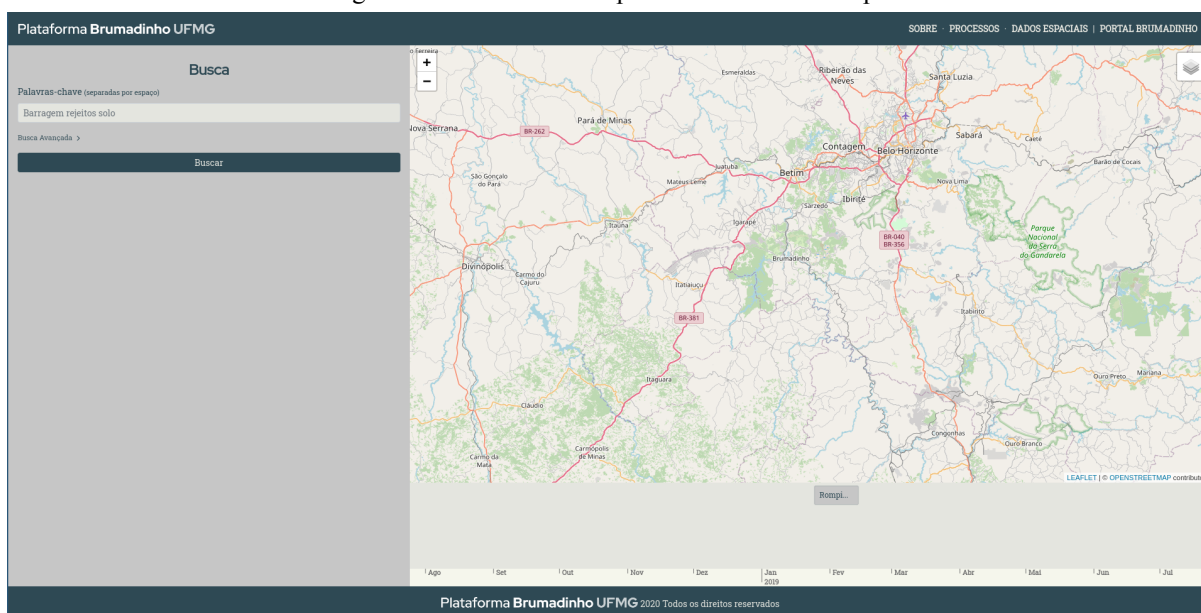 Plataforma Brumadinho UFMG
SOBRE · PROCESSOS · DADOS ESPACIAIS | PORTAL BRUMADINHO
Busca
Palavras-chave (separadas por espaço)
Barragem rejeitos solo
Busca Avançada >
Buscar
+
−
Esmeraldas
Ribeirão das
Neves
Santa Luzia
Nova Serrana
BR-262
Pará de Minas
Contagem
Belo Horizonte
Sabará
Caeté
Barão de Cocais
São Gonçalo
do Pará
Juatuba
Mateus Leme
Betim
Nova Lima
Sarzedo
Ibirité
Itaúna
Igarapé
BR-040
BR-356
Parque
Nacional
da Serra
do Gandarela
Divinópolis
Carmo do
Cajuru
Brumadinho
Itatiaiuçu
BR-381
Itabirito
Itaguara
Ouro Preto
Mariana
Cláudio
Congonhas
Ouro Branco
Carmo da
Mata
Carmópolis
de Minas
LEAFLET | © OPENSTREETMAP contribut
Rompi...
Ago
Set
Out
Nov
Dez
Jan
2019
Fev
Mar
Abr
Mai
Jun
Jul
Plataforma Brumadinho UFMG 2020 Todos os direitos reservados